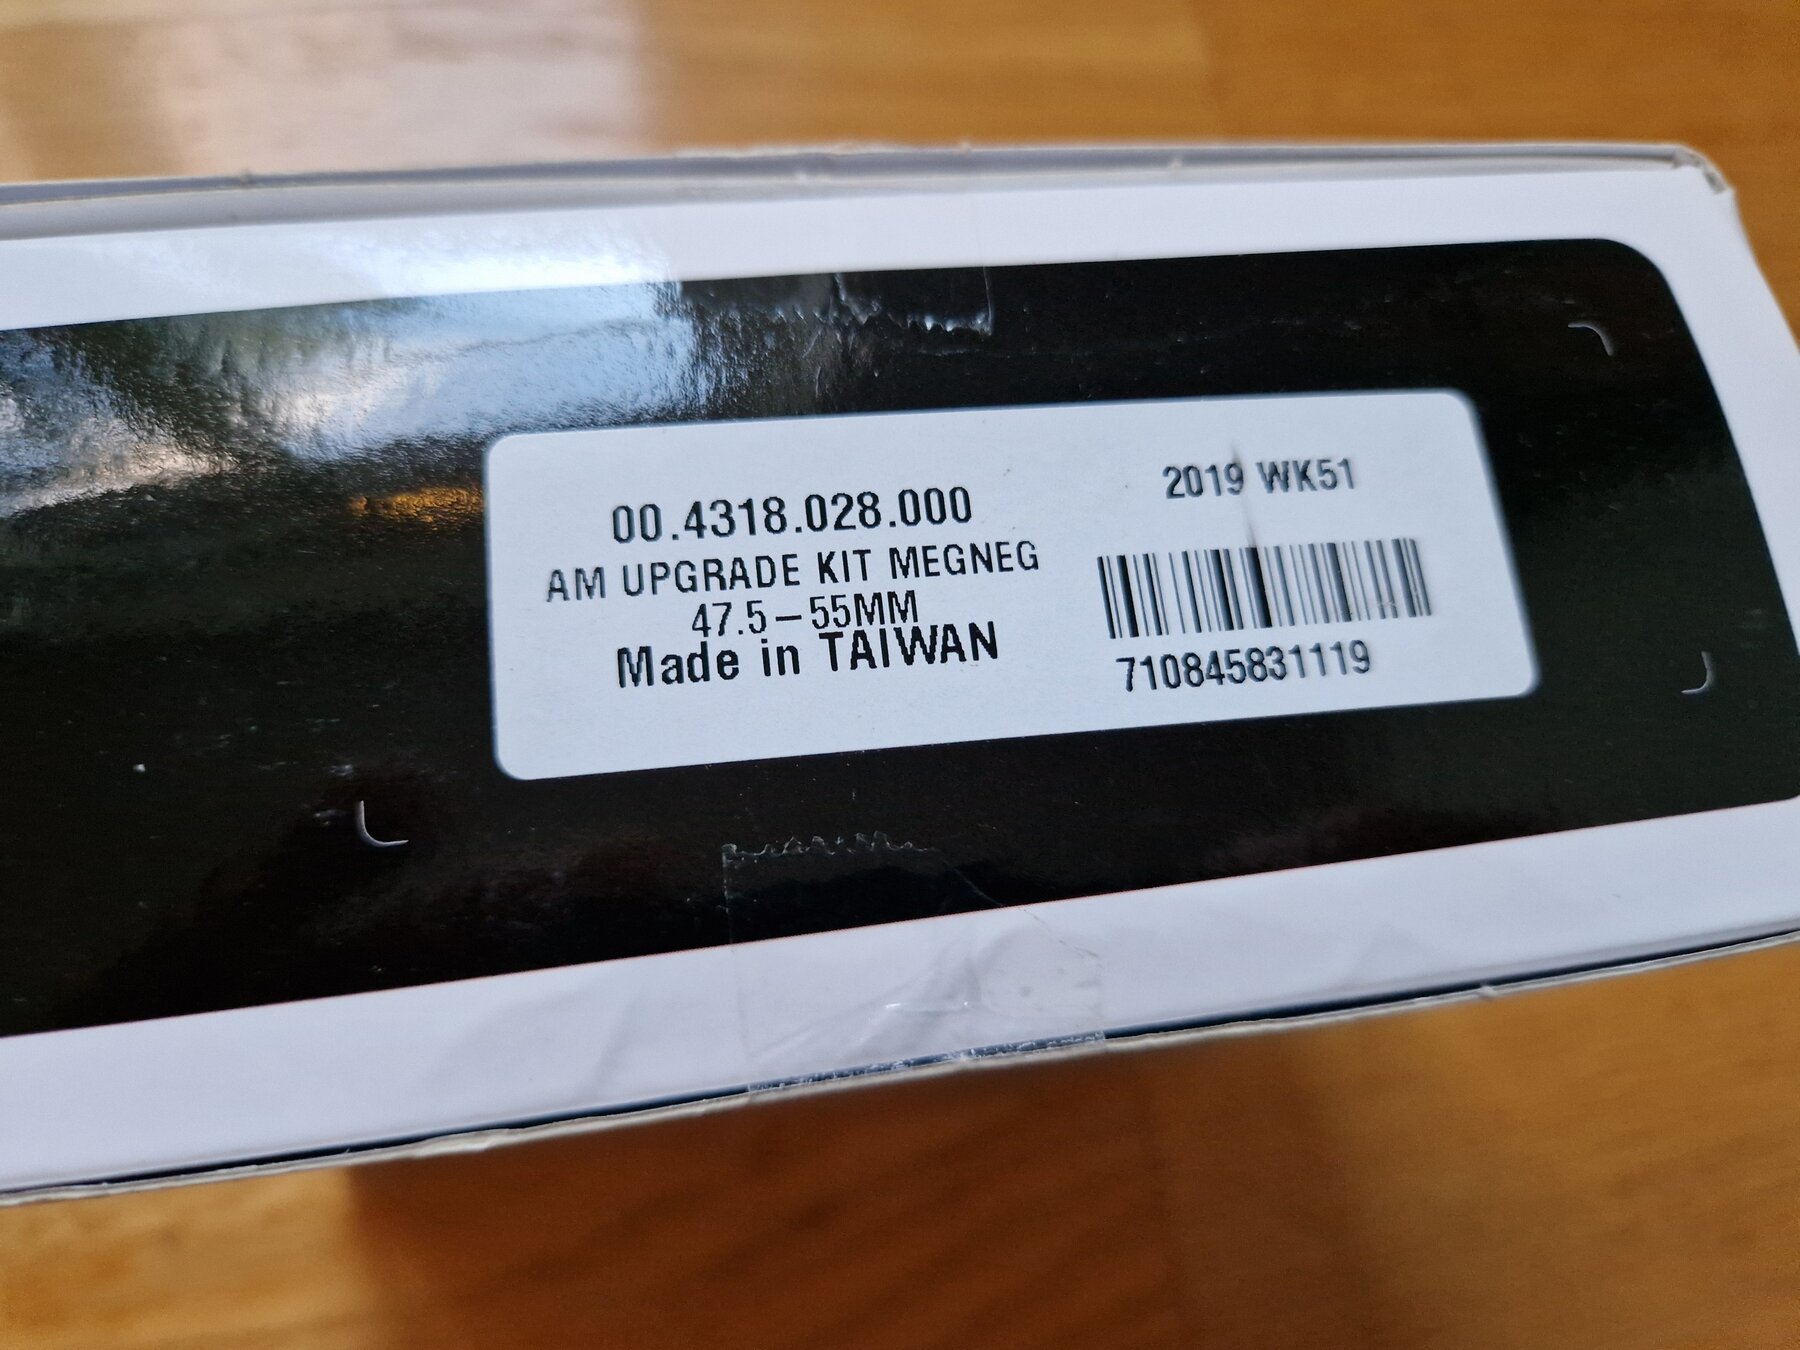 00.4318.028.000
AM UPGRADE KIT MEGNEG
47.5-55MM
Made in TAIWAN
2019 WK51
710845831119